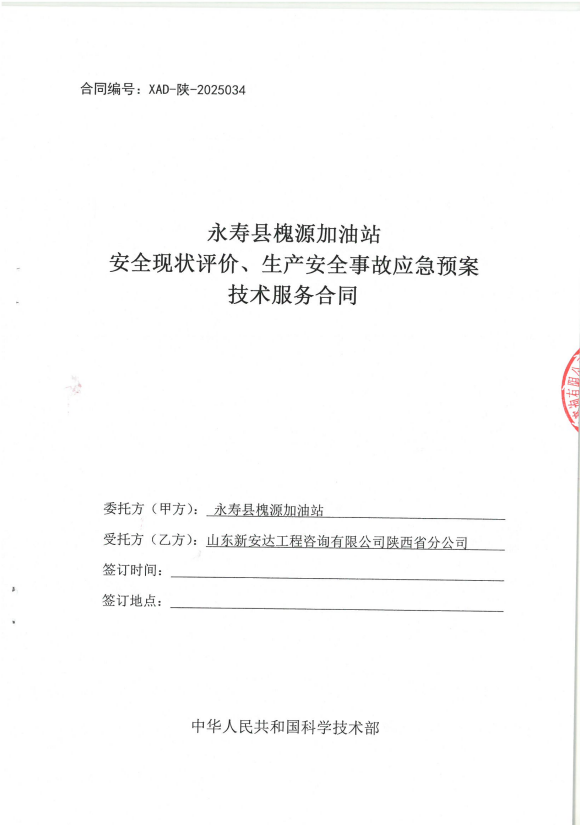 合同编号：XAD-陕-2025034
永寿县槐源加油站
安全现状评价、生产安全事故应急预案
技术服务合同
委托方（甲方）：永寿县槐源加油站
受托方（乙方）：山东新安达工程咨询有限公司陕西省分公司
签订时间：
签订地点：
中华人民共和国科学技术部